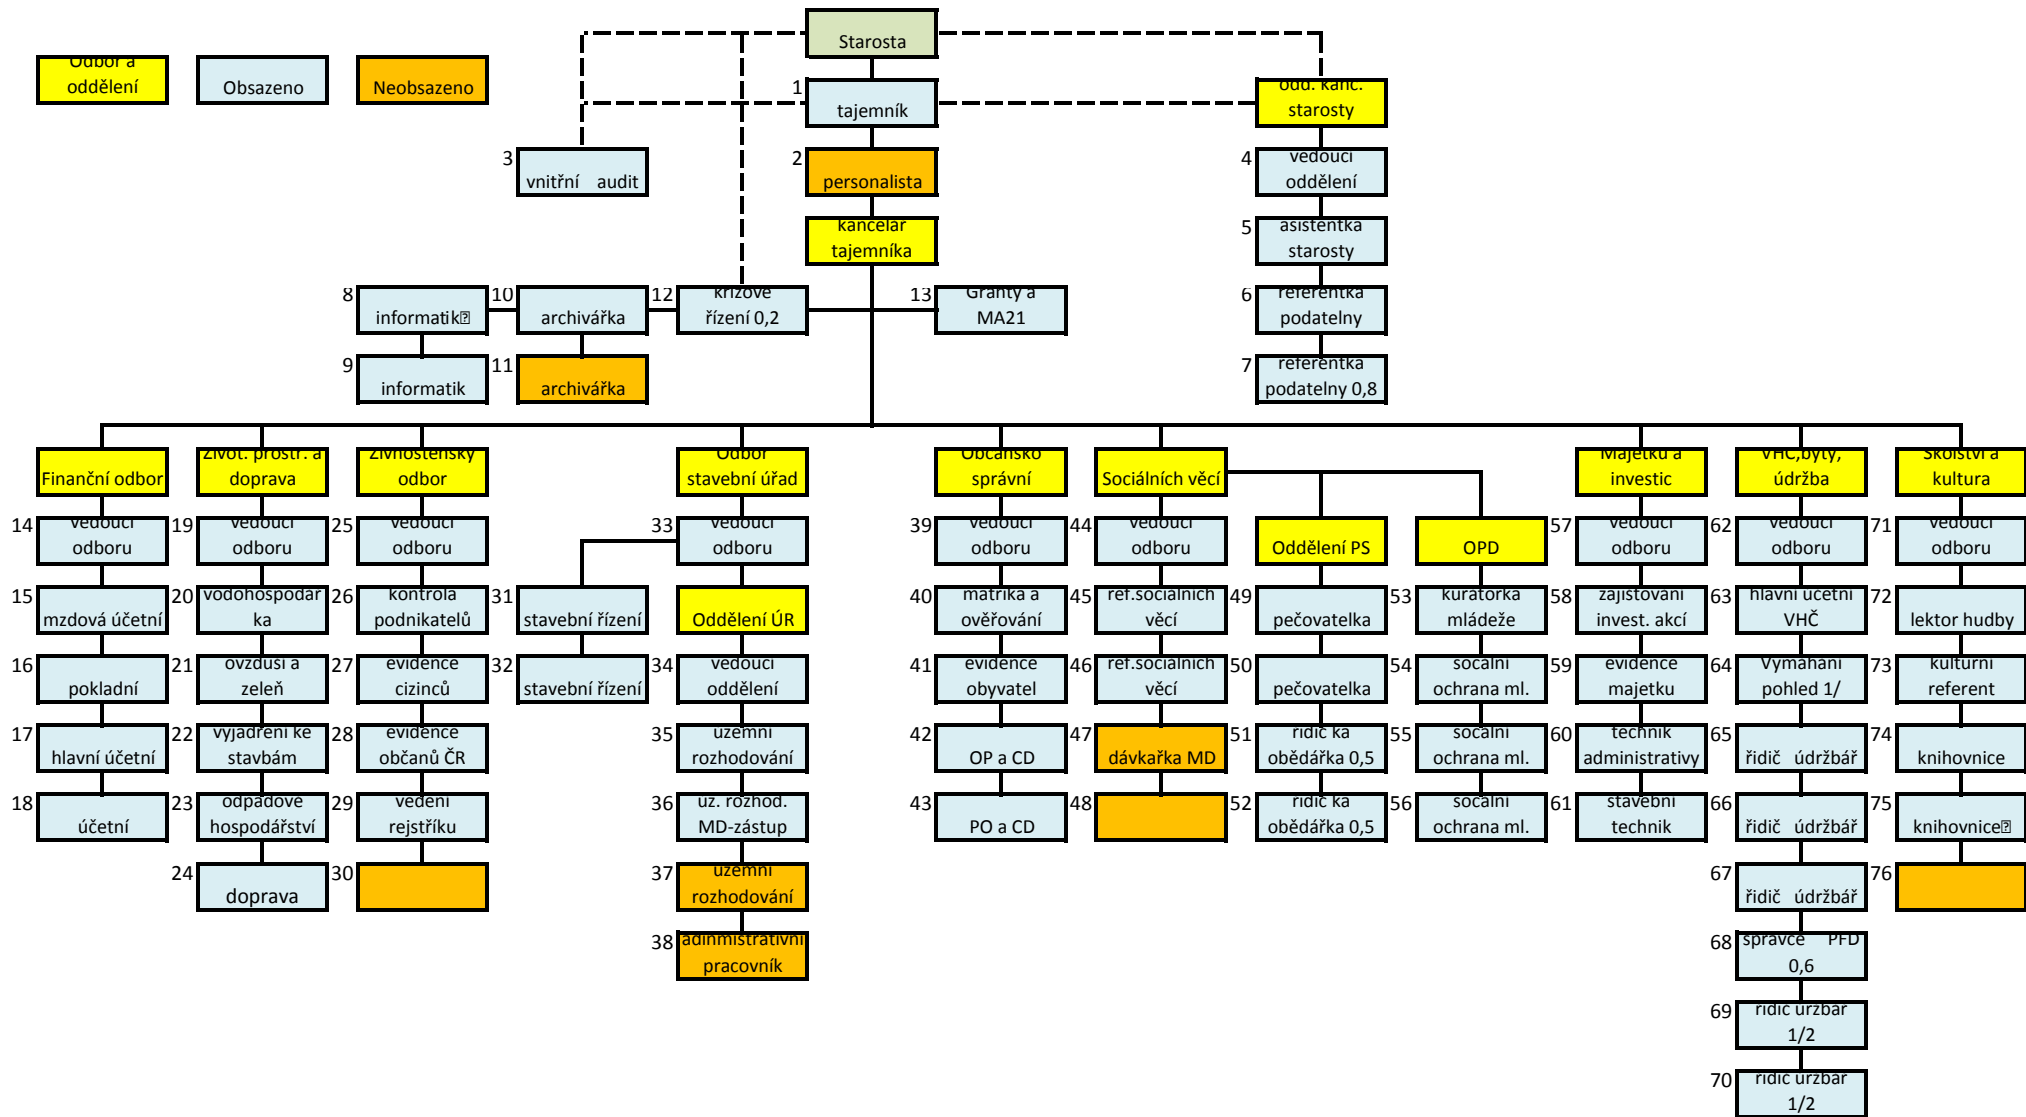 Starosta
Odbor a
oddělení
Obsazeno
Neobsazeno
1
tajemník
odd. kanc.
starosty
3
vnitřní audit
2
personalista
4
vedoucí
oddělení
kancelář
tajemníka
5
asistentka
starosty
8
informatik
10
archivářka
12
krizové
řízení 0,2
13
Granty a
MA21
6
referentka
podatelny
9
informatik
11
archivářka
7
referentka
podatelny 0,8
Finanční odbor
Život. prostř. a
doprava
Živnostenský
odbor
Odbor
stavební úřad
Občansko
správní
Sociálních věcí
Majetku a
investic
VHČ,byty,
údržba
Školství a
kultura
14
vedoucí
odboru
19
vedoucí
odboru
25
vedoucí
odboru
33
vedoucí
odboru
39
vedoucí
odboru
44
vedoucí
odboru
Oddělení PS
OPD
57
vedoucí
odboru
62
vedoucí
odboru
71
vedoucí
odboru
15
mzdová účetní
20
vodohospodář
ka
26
kontrola
podnikatelů
31
stavební řízení
Oddělení ÚR
40
matrika a
ověřování
45
ref.sociálních
věcí
49
pečovatelka
53
kurátorka
mládeže
58
zajišťování
invest. akcí
63
hlavní účetní
VHČ
72
lektor hudby
16
pokladní
21
ovzduší a
zeleň
27
evidence
cizinců
32
stavební řízení
34
vedoucí
oddělení
41
evidence
obyvatel
46
ref.sociálních
věcí
50
pečovatelka
54
socální
ochrana ml.
59
evidence
majetku
64
Vymáhání
pohled 1/
73
kulturní
referent
17
hlavní účetní
22
vyjádření ke
stavbám
28
evidence
občanů ČR
35
územní
rozhodování
42
OP a CD
47
dávkařka MD
51
řidič ka
obědářka 0,5
55
socální
ochrana ml.
60
technik
administrativy
65
řidič údržbář
74
knihovnice
18
účetní
23
odpadové
hospodářství
29
vedení
rejstříku
36
úz. rozhod.
MD-zástup
43
PO a CD
48
52
řidič ka
obědářka 0,5
56
socální
ochrana ml.
61
stavební
technik
66
řidič údržbář
75
knihovnice
24
doprava
30
37
územní
rozhodování
67
řidič údržbář
76
38
adinmistrativní
pracovník
68
správce PFD
0,6
69
řidič úržbář
1/2
70
řidič úržbář
1/2